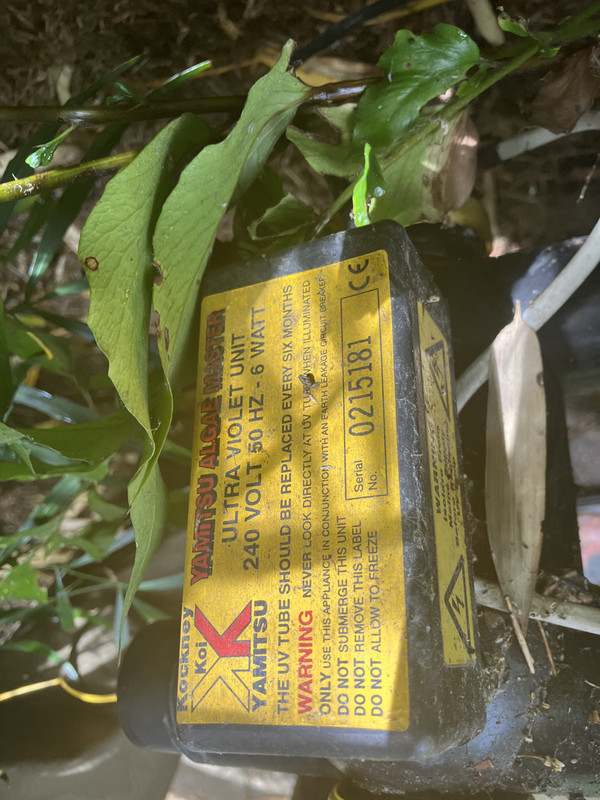 Kockney
Koi
YAMITSU
YAMITSU ALGAE MASTER
ULTRA VIOLET UNIT
240 VOLT 50 HZ - 6 WATT
THE UV TUBE SHOULD BE REPLACED EVERY SIX MONTHS
WARNING NEVER LOOK DIRECTLY AT UV TUBE WHEN ILLUMINATED
ONLY USE THIS APPLIANCE IN CONJUNCTION WITH AN EARTH LEAKAGE CIRCUIT BREAKER
DO NOT SUBMERGE THIS UNIT
DO NOT REMOVE THIS LABEL
DO NOT ALLOW TO FREEZE
Serial
No.
0215181
CE
WARNING